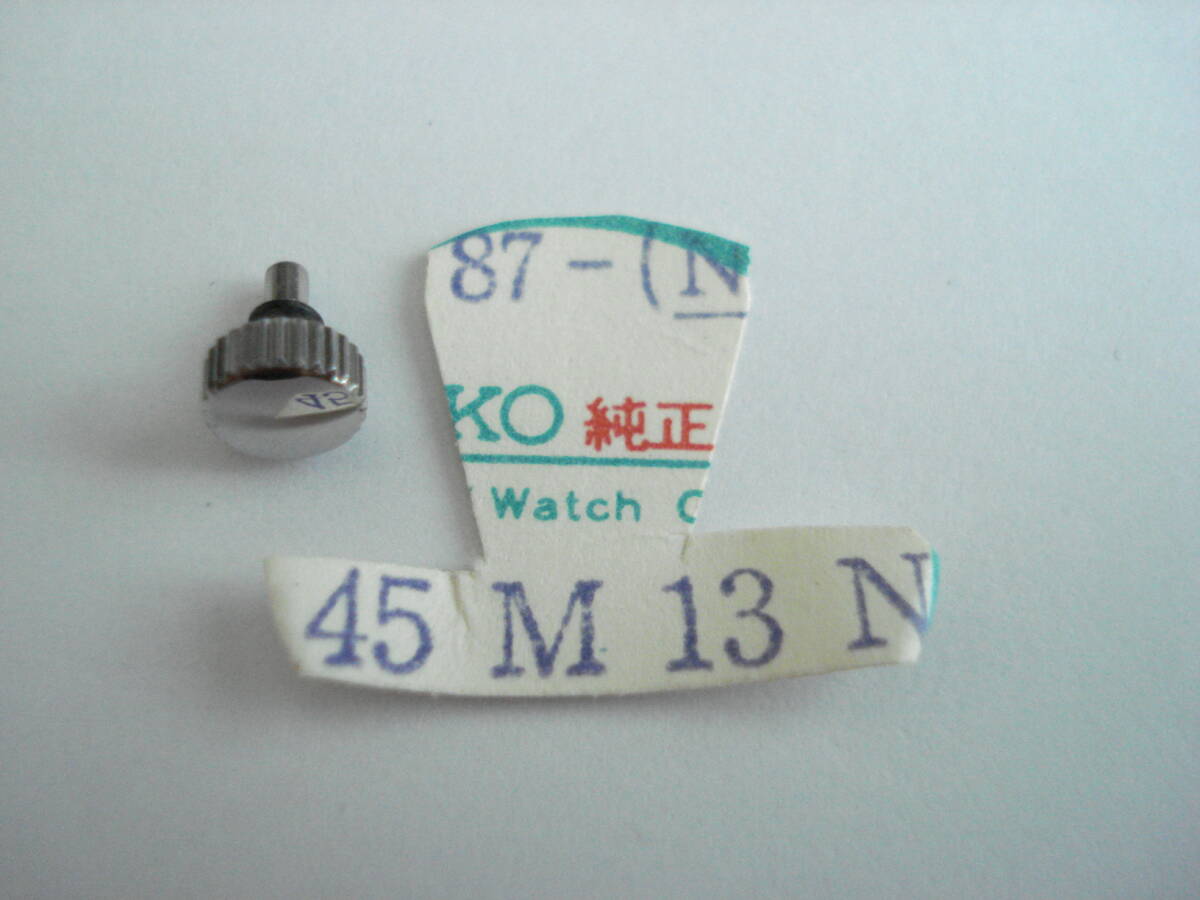 87-(N
KO 純正
Watch C
45 M 13 N